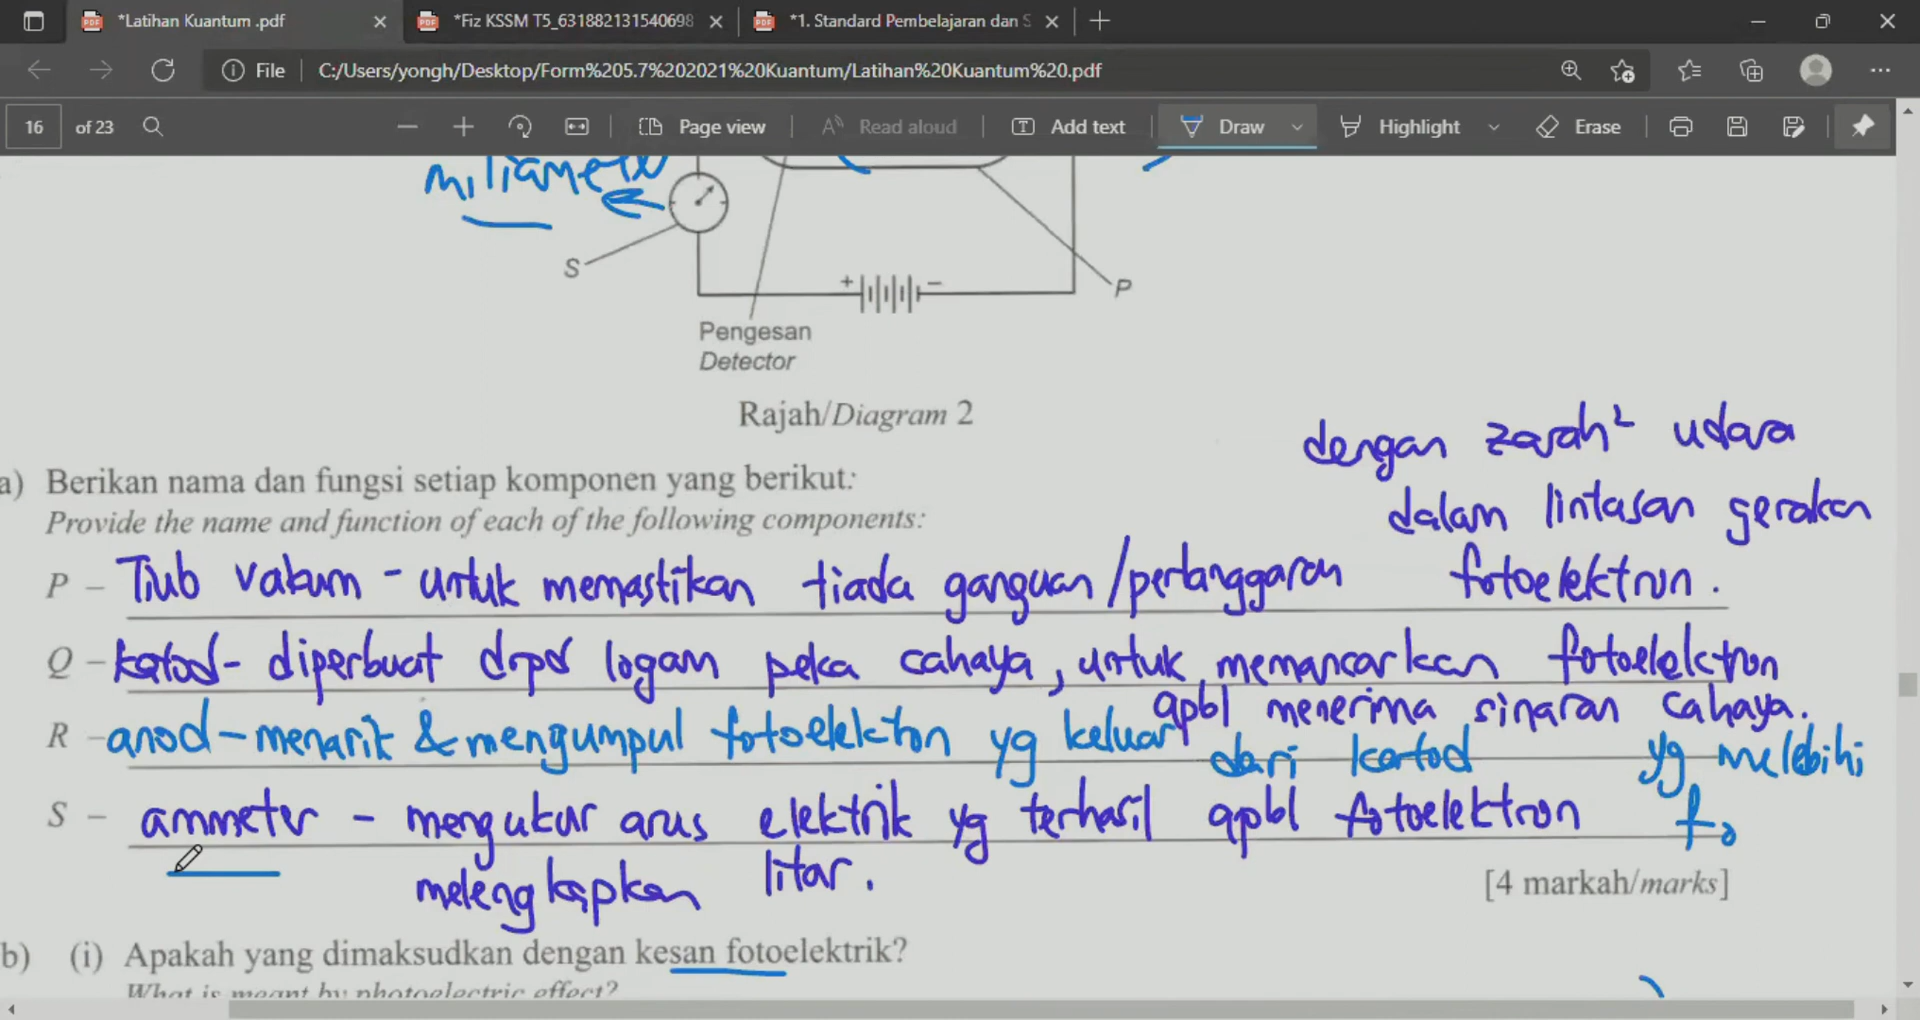 *Latihan Kuantum .pdf
*Fiz KSSM T5_631882131540698
*1. Standard Pembelajaran dan S
File
C:/Users/yongh/Desktop/Form%205.7%202021%20Kuantum/Latihan%20Kuantum%20.pdf
16 of 23
Page view
Read aloud
Add text
Draw
Highlight
Erase
miliameter
S
+ −
P
Pengesan
Detector
Rajah/Diagram 2
dengan zarah² udara
dalam lintasan gerakan
fotoelektron.
a) Berikan nama dan fungsi setiap komponen yang berikut:
Provide the name and function of each of the following components:
P – Tiub vakum - untuk memastikan tiada ganguan/perlanggaran
Q – katod - diperbuat drpd logam peka cahaya, untuk memancarkan fotoelektron
apbl menerima sinaran cahaya.
R – anod - menarik & mengumpul fotoelekton yg keluar dari katod
yg melebihi
f₀
S – ammeter - mengukur arus elektrik yg terhasil apbl fotoelektron
melengkapkan litar.
[4 markah/marks]
b) (i) Apakah yang dimaksudkan dengan kesan fotoelektrik?
What is meant by photoelectric effect?